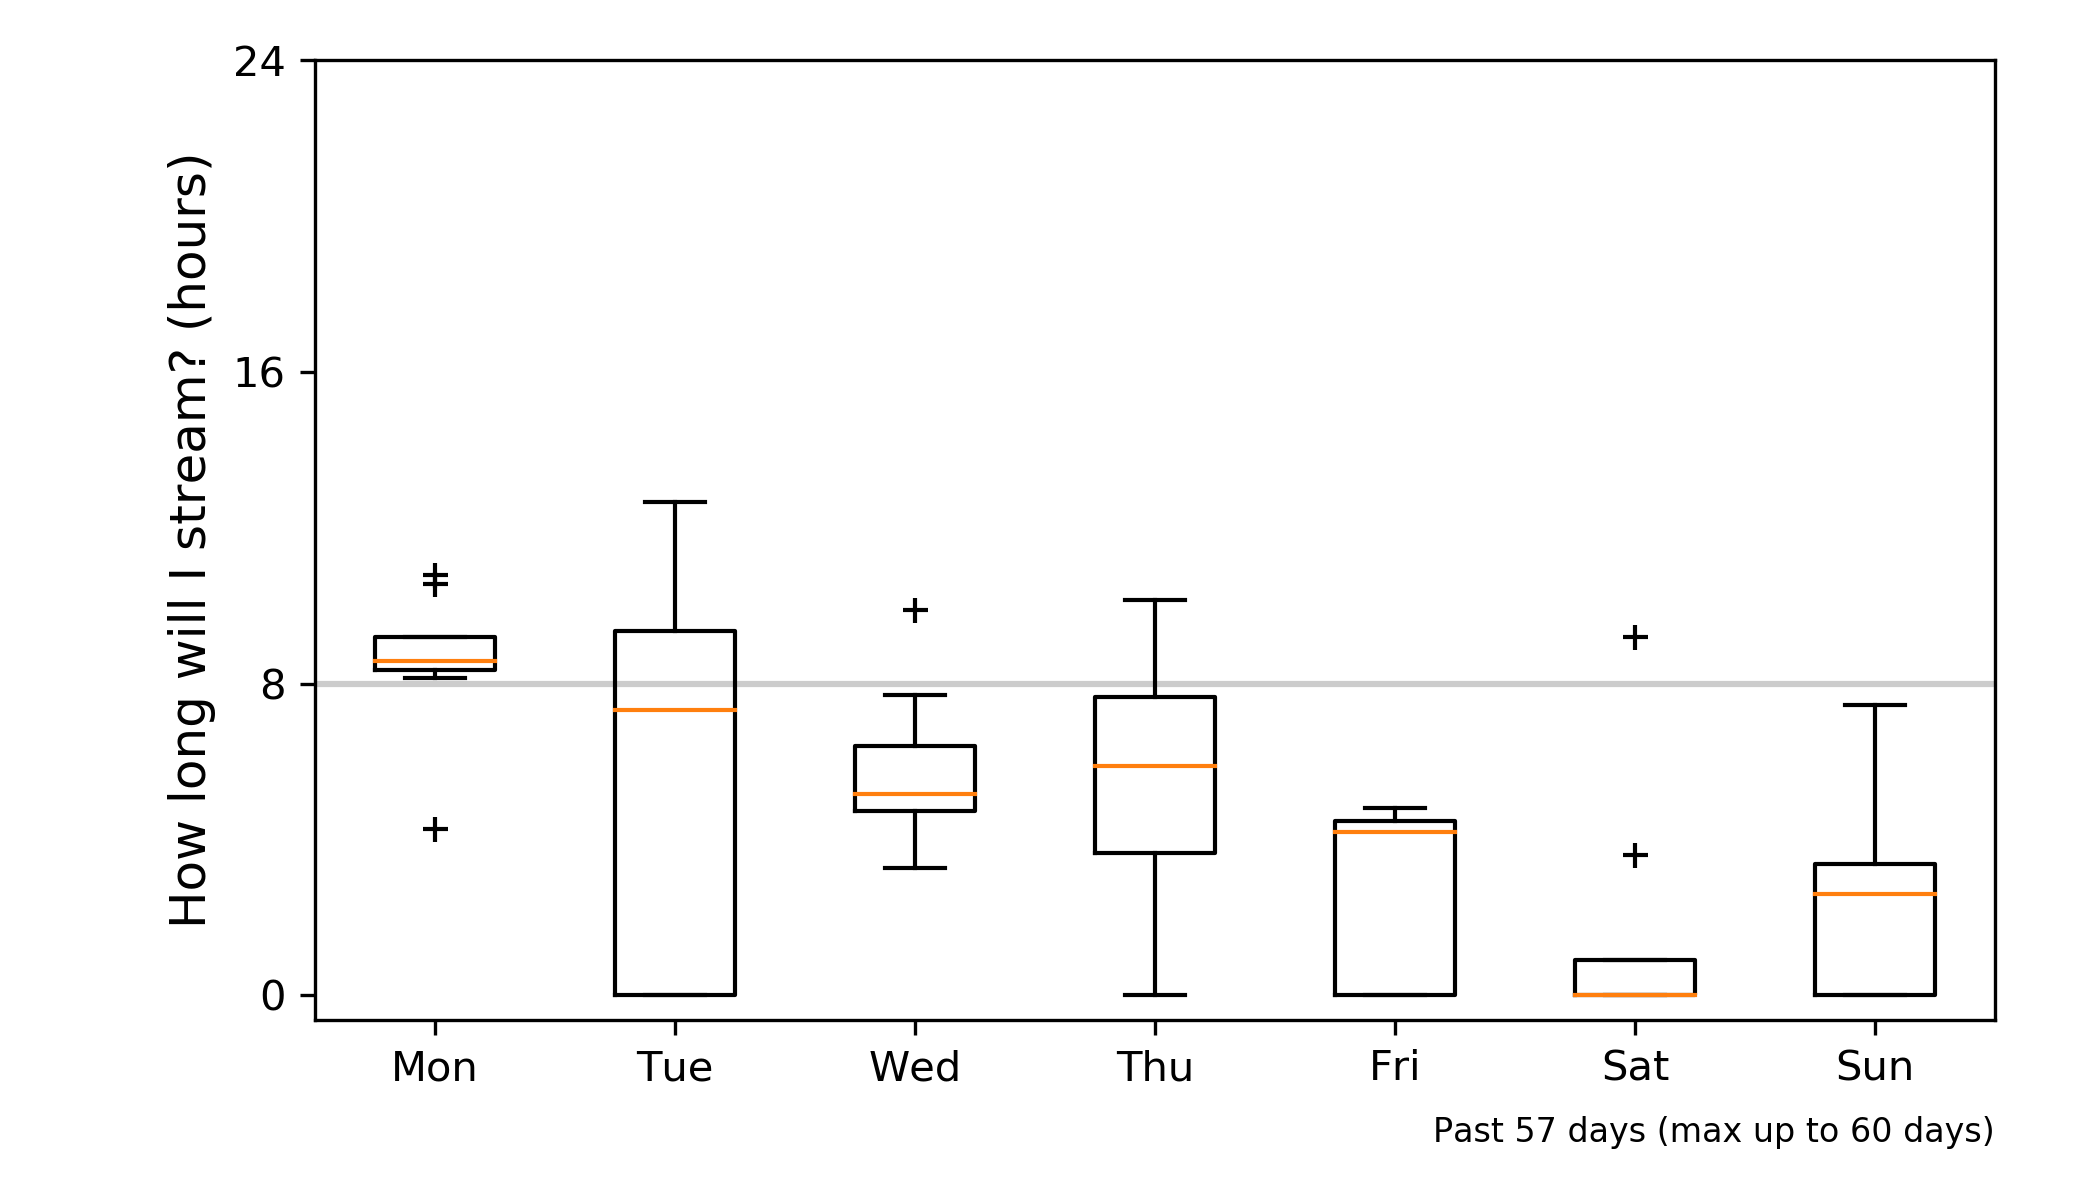 How long will I stream? (hours)
24
16
8
0
Mon Tue Wed Thu Fri Sat Sun
Past 57 days (max up to 60 days)